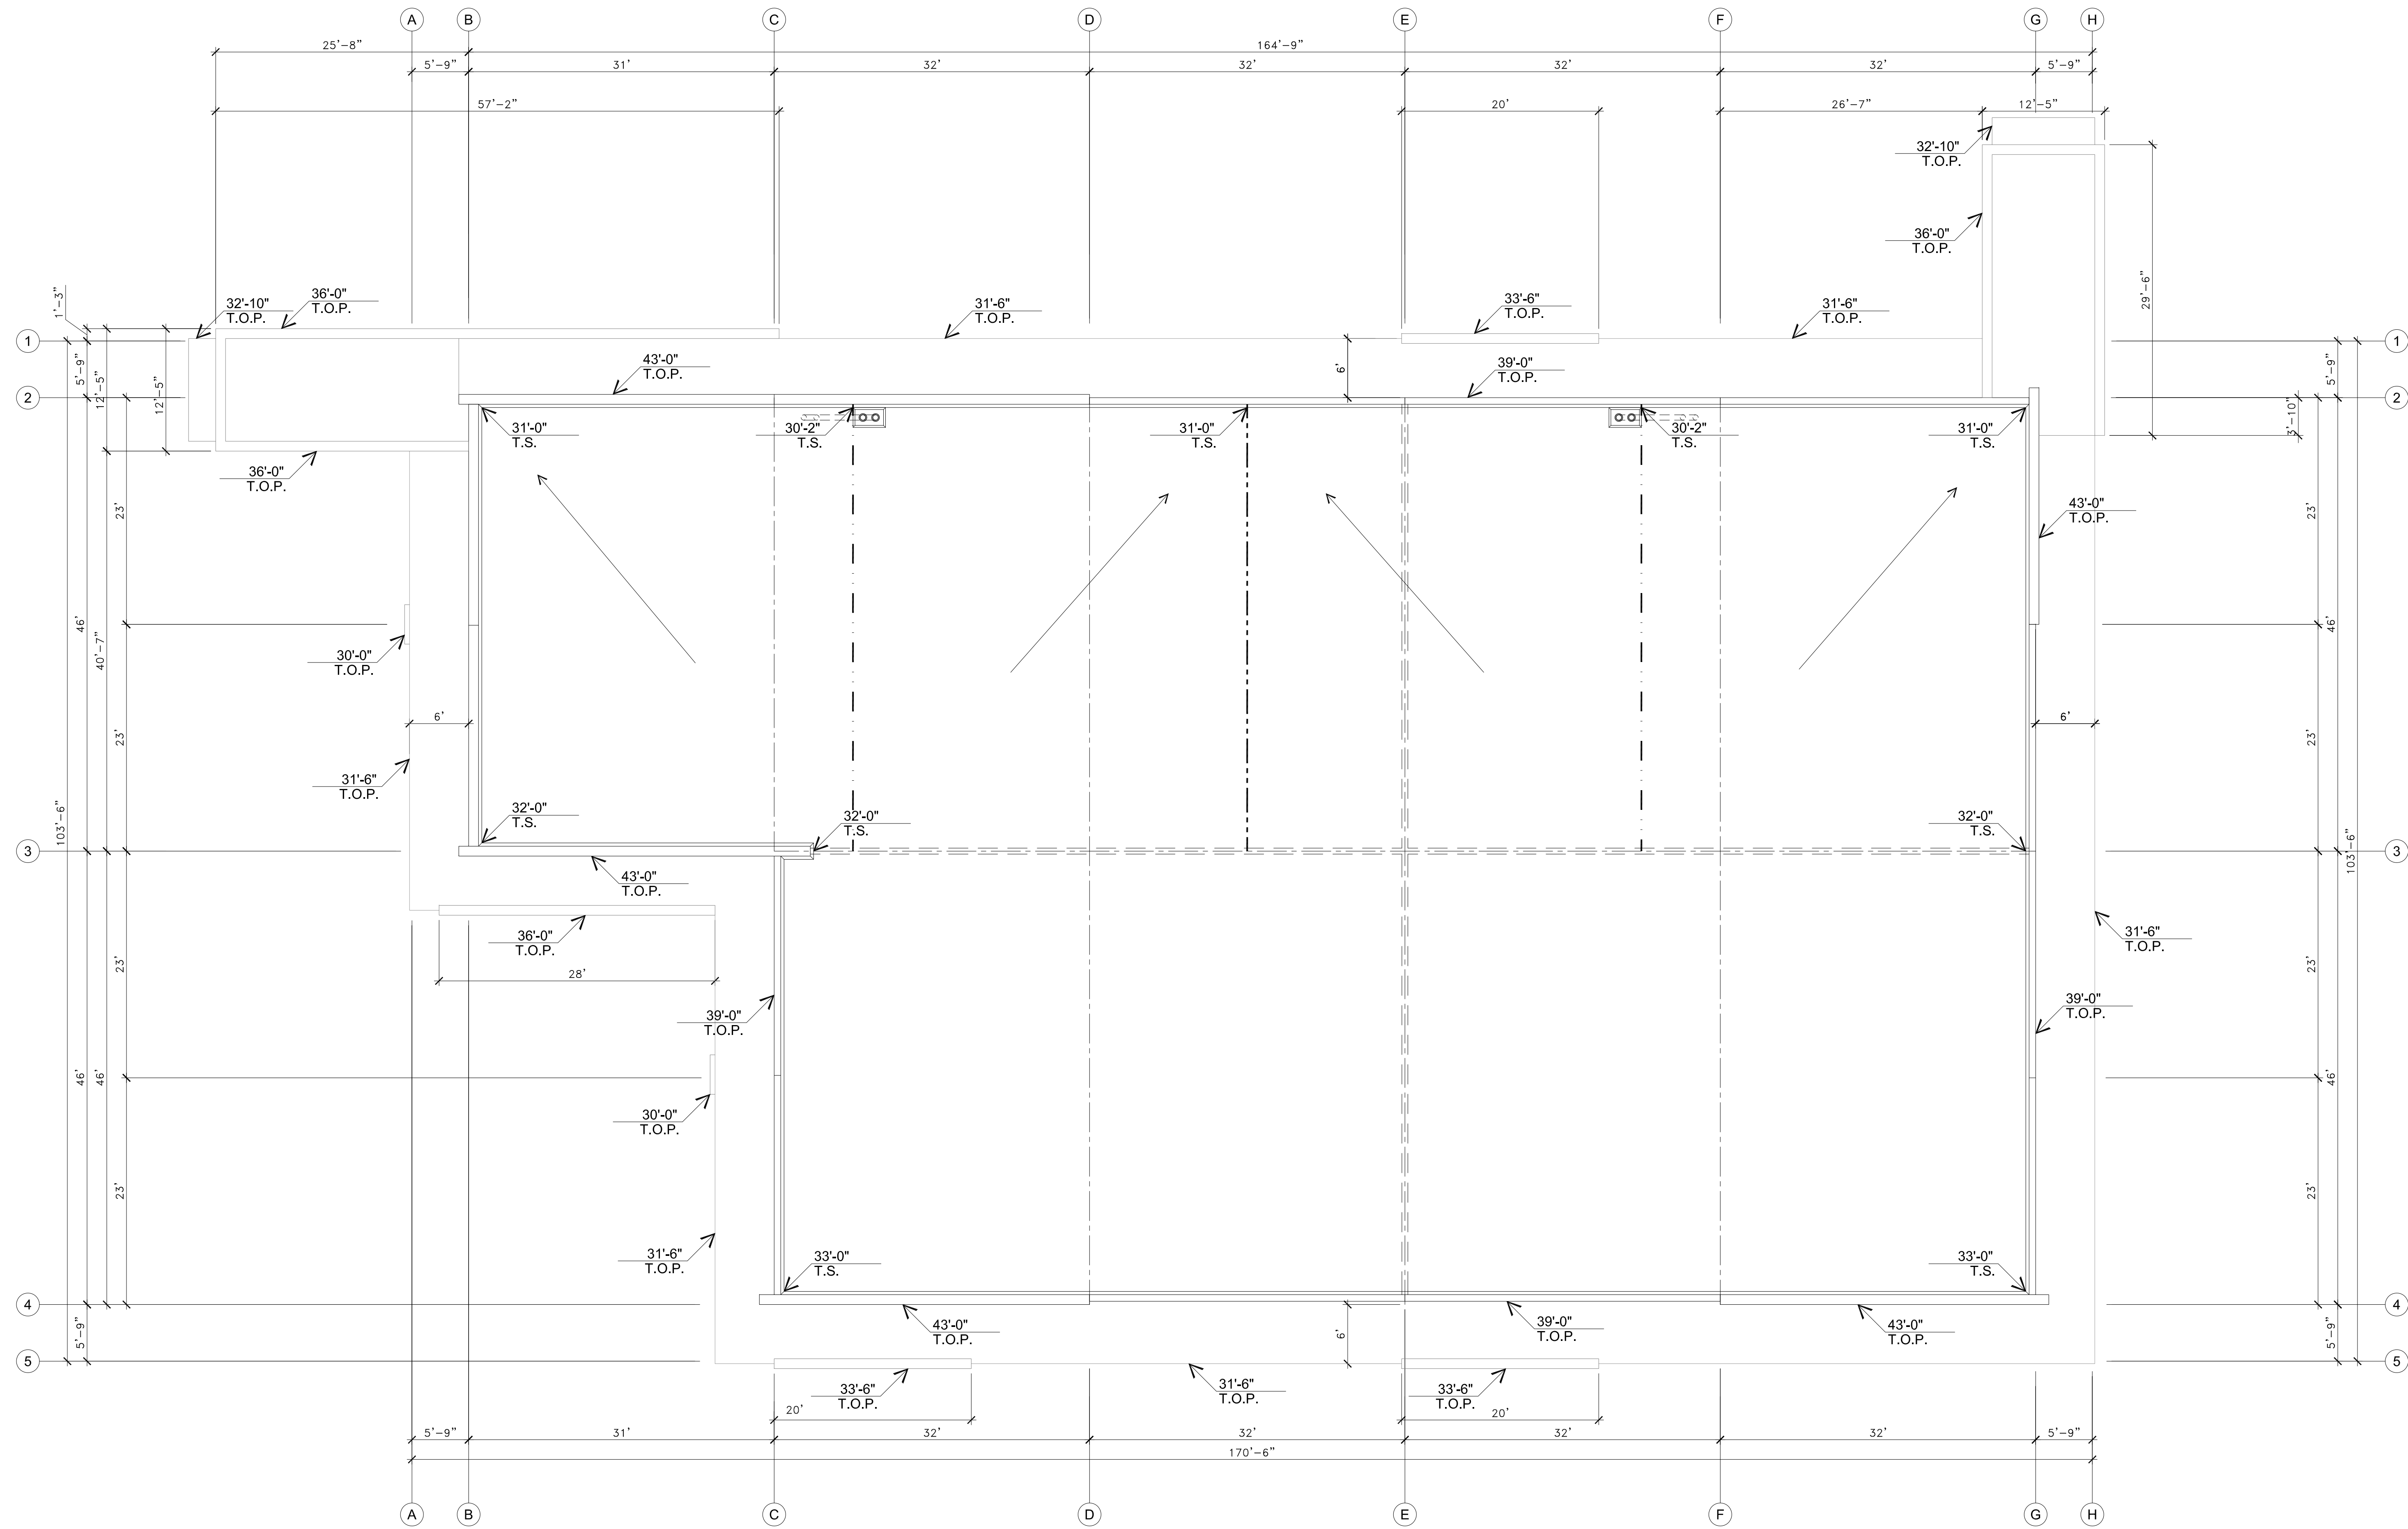 A B C D E F G H
25'-8" 164'-9"
5'-9" 31' 32' 32' 32' 32' 5'-9"
57'-2" 20' 26'-7" 12'-5"
32'-10"
T.O.P.
36'-0"
T.O.P.
29'-6"
1'-3"
32'-10"
T.O.P.
36'-0"
T.O.P.
31'-6"
T.O.P.
33'-6"
T.O.P.
31'-6"
T.O.P.
1 1
5'-9" 12'-5" 12'-5"
43'-0"
T.O.P.
6'
39'-0"
T.O.P.
5'-9"
2 2
3'-10"
31'-0"
T.S.
30'-2"
T.S.
31'-0"
T.S.
30'-2"
T.S.
31'-0"
T.S.
36'-0"
T.O.P.
23'
43'-0"
T.O.P.
23'
46' 40'-7"
46'
30'-0"
T.O.P.
6' 6'
23' 23'
31'-6"
T.O.P.
103'-6" 103'-6"
32'-0"
T.S.
32'-0"
T.S.
32'-0"
T.S.
3 3
43'-0"
T.O.P.
36'-0"
T.O.P.
31'-6"
T.O.P.
23' 28' 23'
39'-0"
T.O.P.
39'-0"
T.O.P.
46' 46' 46'
30'-0"
T.O.P.
23' 23'
31'-6"
T.O.P.
33'-0"
T.S.
33'-0"
T.S.
4 4
43'-0"
T.O.P.
6'
39'-0"
T.O.P.
43'-0"
T.O.P.
5'-9" 5'-9"
5 5
33'-6"
T.O.P.
31'-6"
T.O.P.
33'-6"
T.O.P.
20' 20'
5'-9" 31' 32' 32' 32' 32' 5'-9"
170'-6"
A B C D E F G H